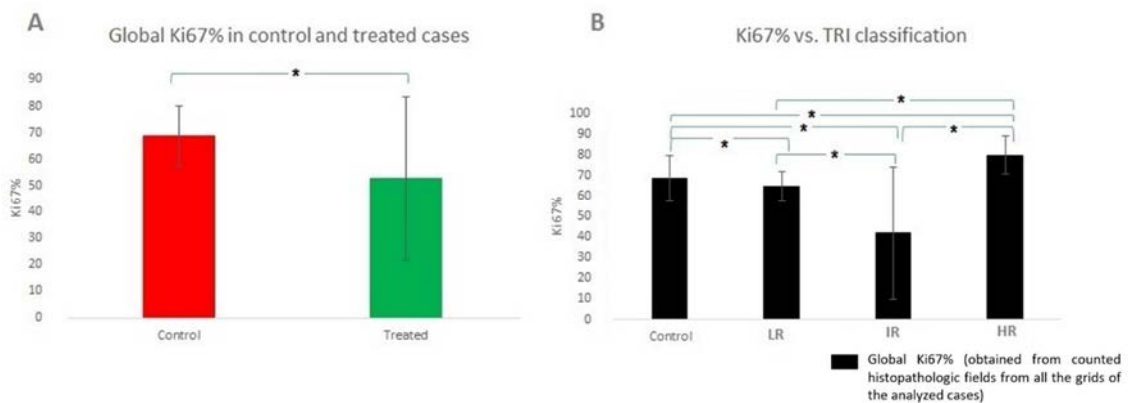 A
Global Ki67% in control and treated cases
*
90
80
70
60
50
40
30
20
10
0
Ki67%
Control
Treated
B
Ki67% vs. TRI classification
*
*
*
*
*
*
100
90
80
70
60
50
40
30
20
10
0
Ki67%
Control
LR
IR
HR
Global Ki67% (obtained from counted
histopathologic fields from all the grids of
the analyzed cases)